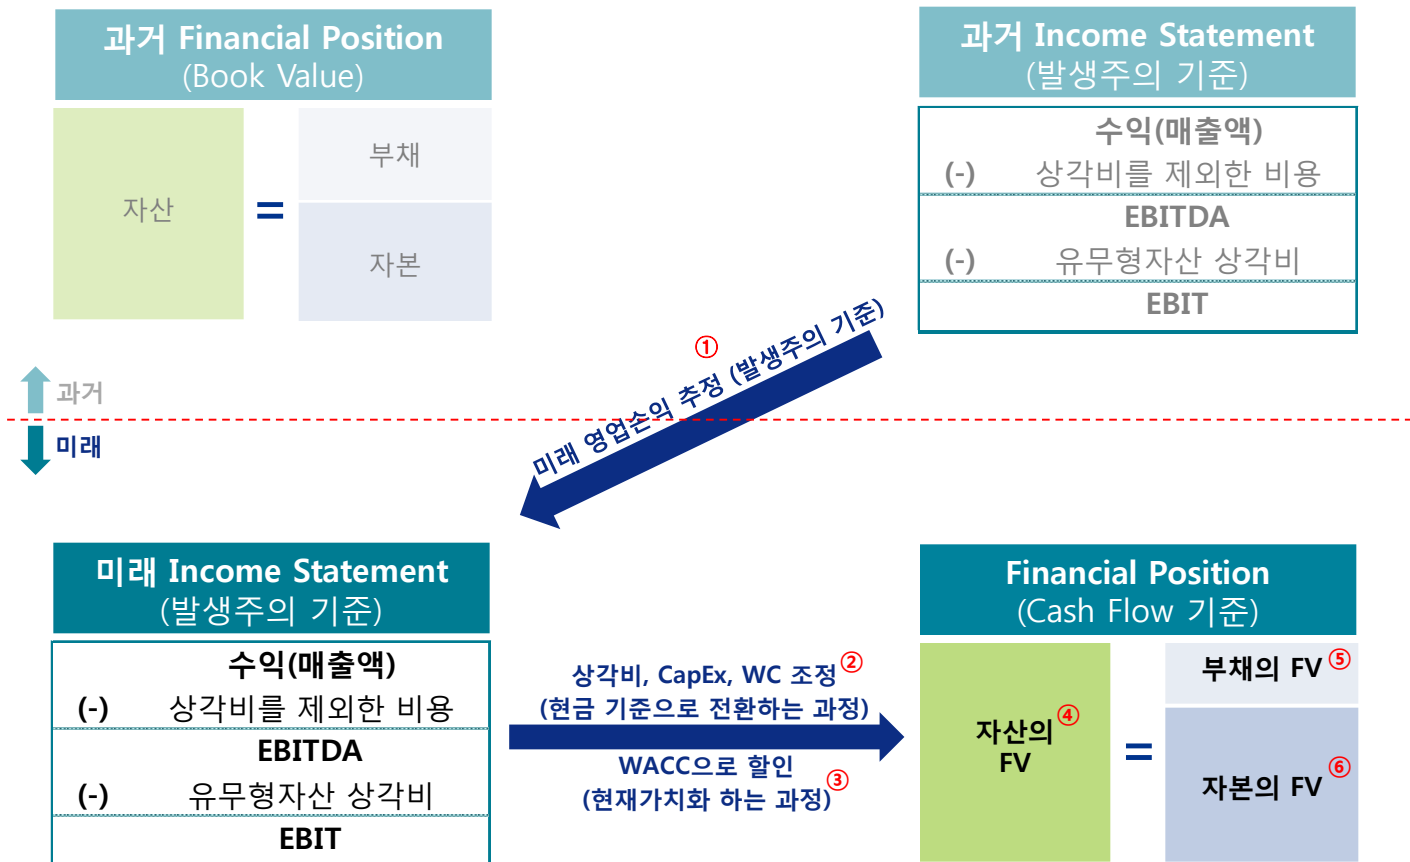 과거 Financial Position
(Book Value)
자산
=
부채
자본
과거 Income Statement
(발생주의 기준)
수익(매출액)
(-) 상각비를 제외한 비용
EBITDA
(-) 유무형자산 상각비
EBIT
①
미래 영업손익 추정 (발생주의 기준)
과거
미래
미래 Income Statement
(발생주의 기준)
수익(매출액)
(-) 상각비를 제외한 비용
EBITDA
(-) 유무형자산 상각비
EBIT
상각비, CapEx, WC 조정②
(현금 기준으로 전환하는 과정)
WACC으로 할인
(현재가치화 하는 과정)③
Financial Position
(Cash Flow 기준)
자산의④
FV
=
부채의 FV⑤
자본의 FV⑥